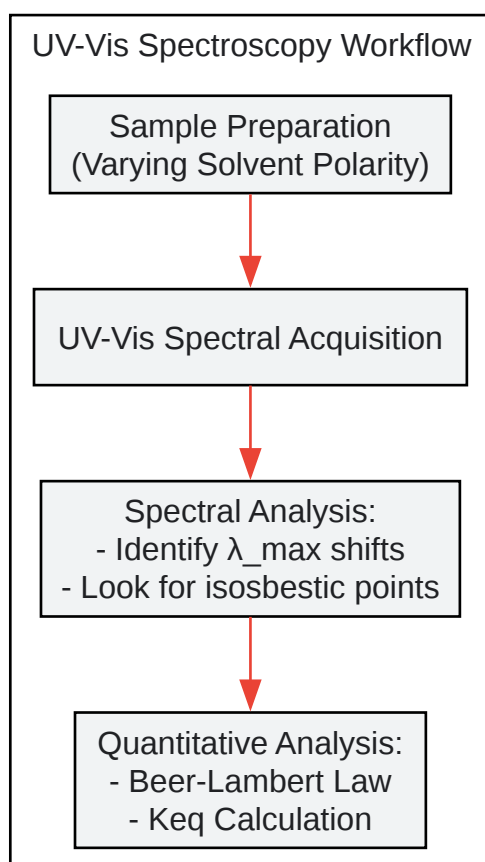 UV-Vis Spectroscopy Workflow
Sample Preparation
(Varying Solvent Polarity)
UV-Vis Spectral Acquisition
Spectral Analysis:
- Identify λ_max shifts
- Look for isosbestic points
Quantitative Analysis:
- Beer-Lambert Law
- Keq Calculation